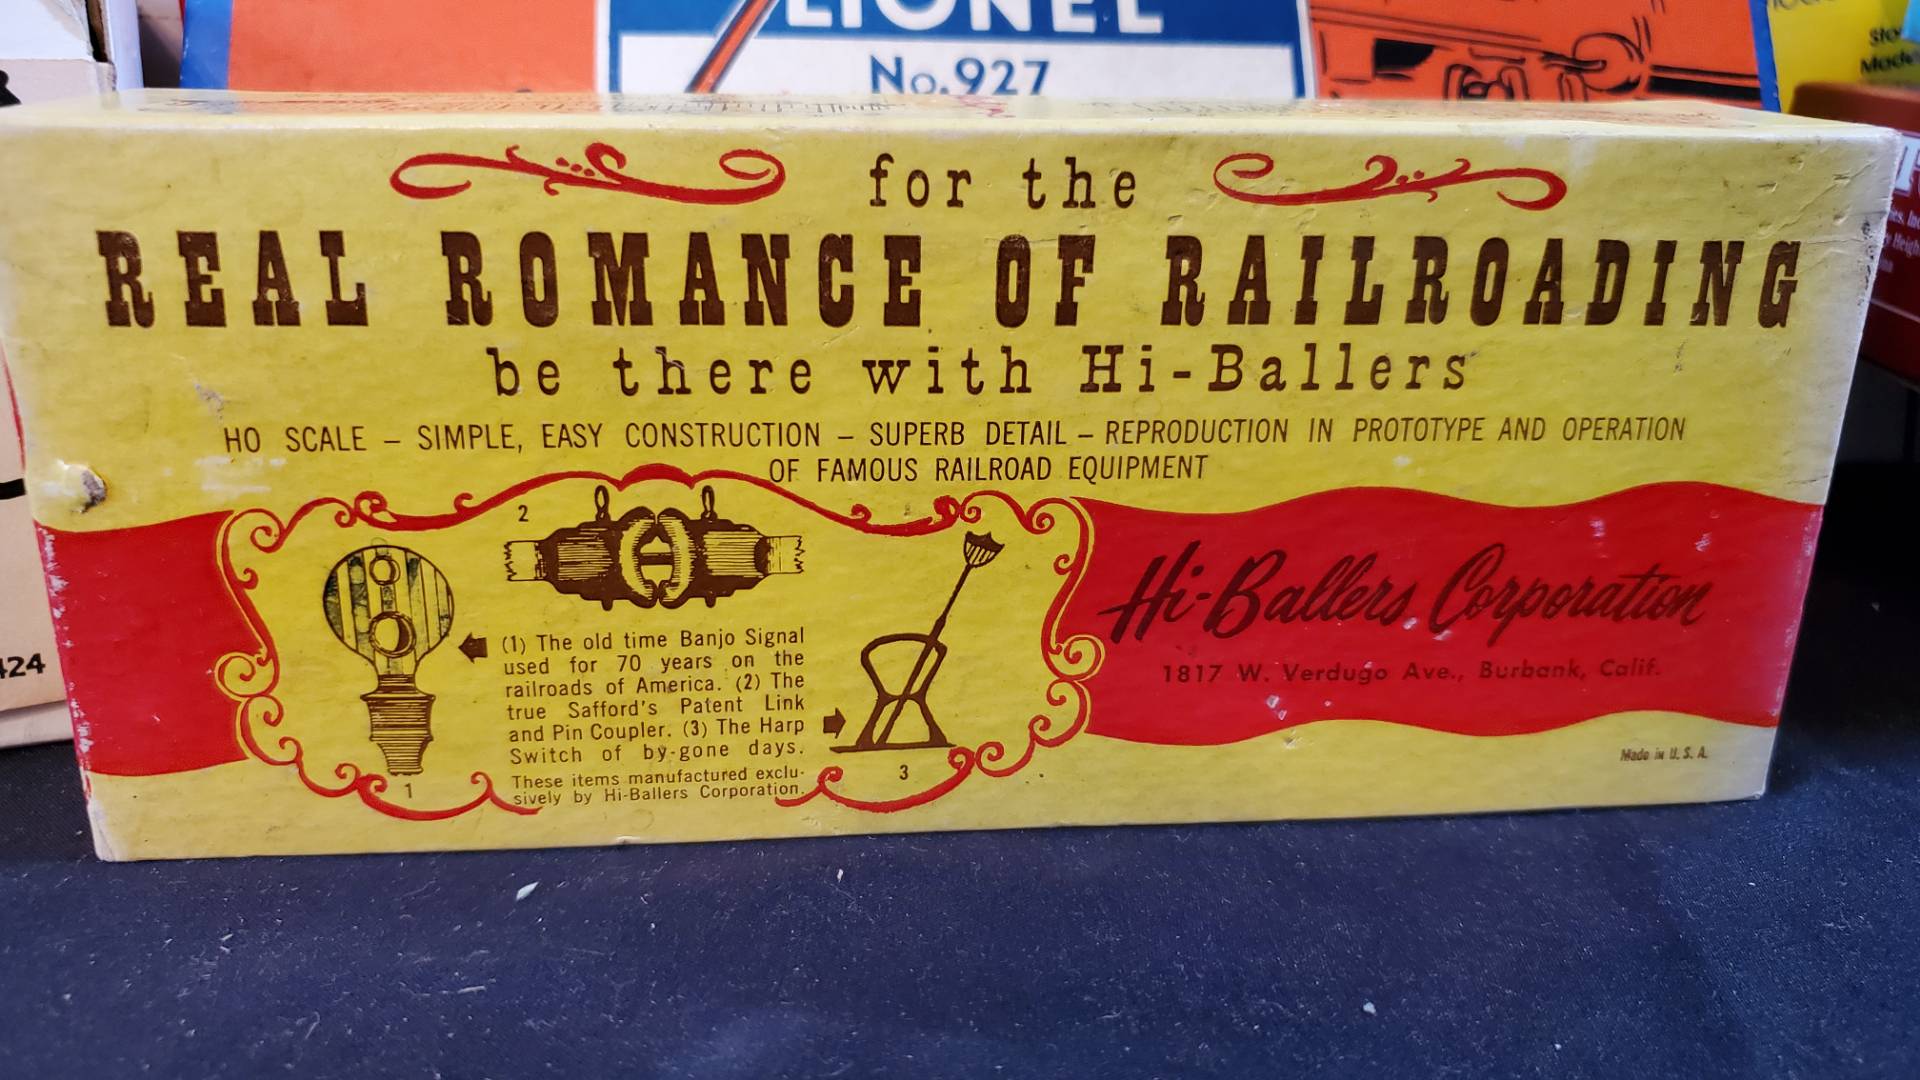 LIONEL
No.927
for the
REAL ROMANCE OF RAILROADING
be there with Hi-Ballers
HO SCALE – SIMPLE, EASY CONSTRUCTION – SUPERB DETAIL – REPRODUCTION IN PROTOTYPE AND OPERATION
OF FAMOUS RAILROAD EQUIPMENT
2
(1) The old time Banjo Signal
used for 70 years on the
railroads of America. (2) The
true Safford's Patent Link
and Pin Coupler. (3) The Harp
Switch of by-gone days.
These items manufactured exclu-
sively by Hi-Ballers Corporation.
1
3
Hi-Ballers Corporation
1817 W. Verdugo Ave., Burbank, Calif.
Made in U.S.A.
424